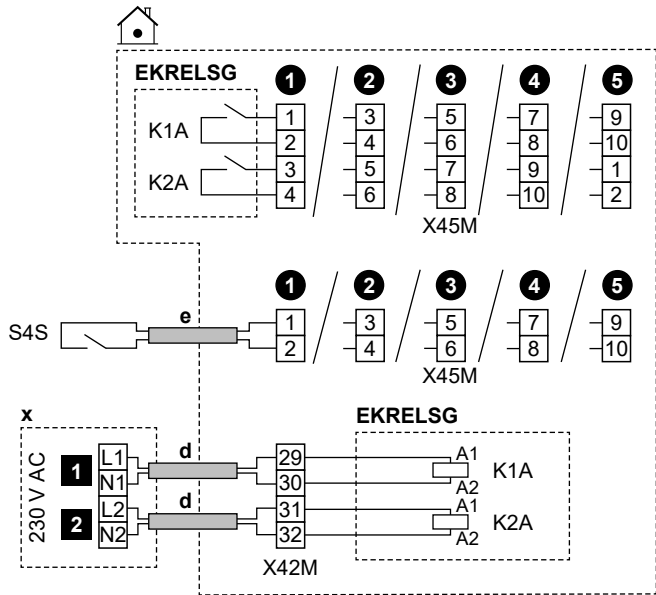 EKRELSG 1 2 3 4 5
K1A 1 3 5 7 9
2 4 6 8 10
K2A 3 5 7 9 1
4 6 8 10 2
X45M
1 2 3 4 5
S4S e 1 3 5 7 9
2 4 6 8 10
X45M
x EKRELSG
230 V AC
1 L1 d 29 A1 K1A
N1 30 A2
2 L2 d 31 A1 K2A
N2 32 A2
X42M